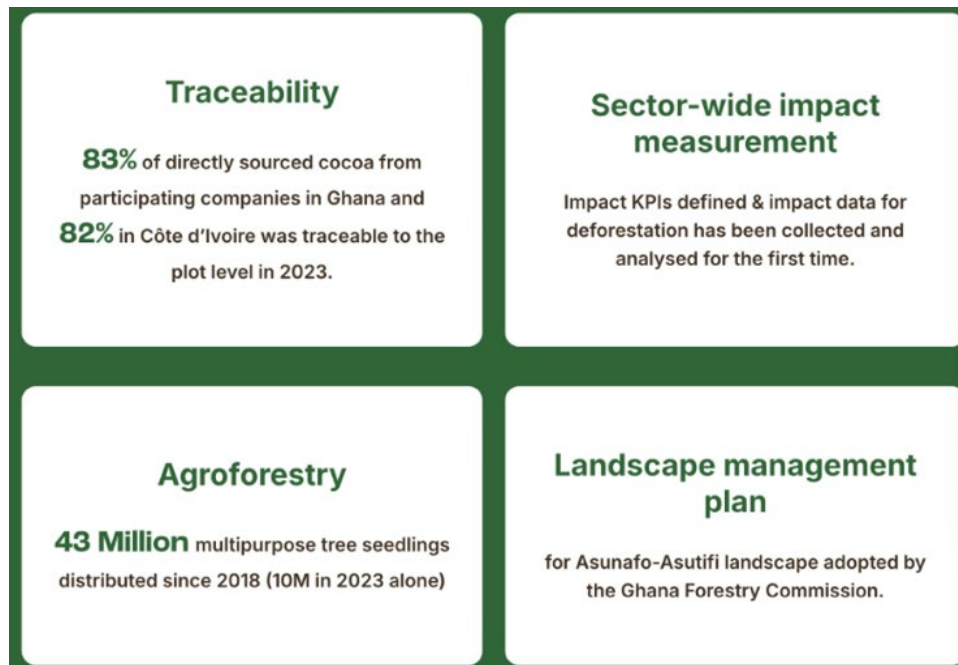 Traceability
83% of directly sourced cocoa from
participating companies in Ghana and
82% in Côte d’Ivoire was traceable to the
plot level in 2023.
Sector-wide impact
measurement
Impact KPIs defined & impact data for
deforestation has been collected and
analysed for the first time.
Agroforestry
43 Million multipurpose tree seedlings
distributed since 2018 (10M in 2023 alone)
Landscape management
plan
for Asunafo-Asutifi landscape adopted by
the Ghana Forestry Commission.